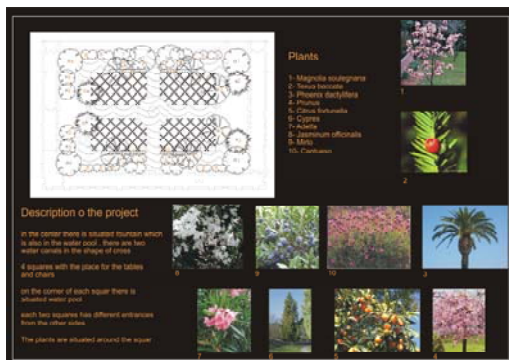 Plants
1- Magnolia soulegnana
2- Texus baccate
3- Phoenix dactylifera
4- Prunus
5- Citrus fortunella
6- Cypres
7- Adelfe
8- Jasminum officinalis
9- Mirto
10- Cantueso
1
2
Description o the project
in the center there is situated fountain which
is also in the water pool , there are two
water canals in the shape of cross
4 squares with the place for the tables
and chairs
on the corner of each squar there is
situated water pool
each two squares has different entrances
from the other sides
The plants are situated around the squar
8
9
10
3
7
6
5